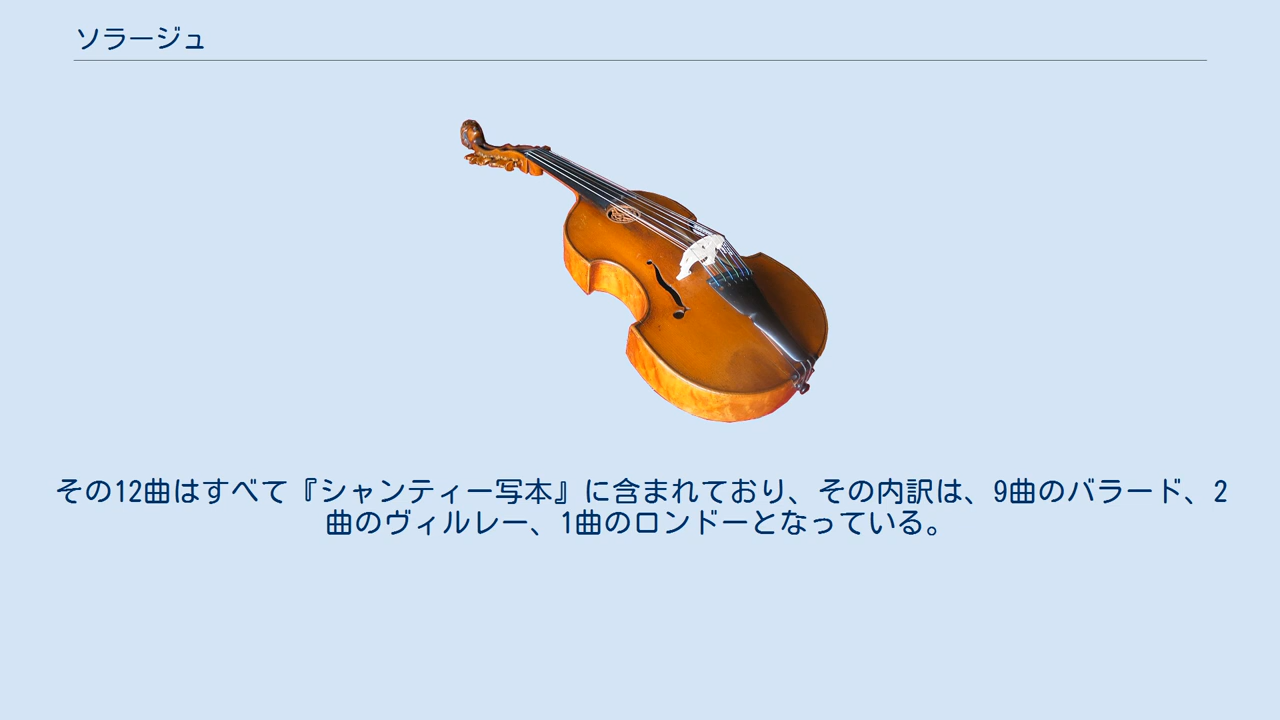 ソラージュ
その12曲はすべて『シャンティー写本』に含まれており、その内訳は、9曲のバラード、2
曲のヴィルレー、1曲のロンドーとなっている。